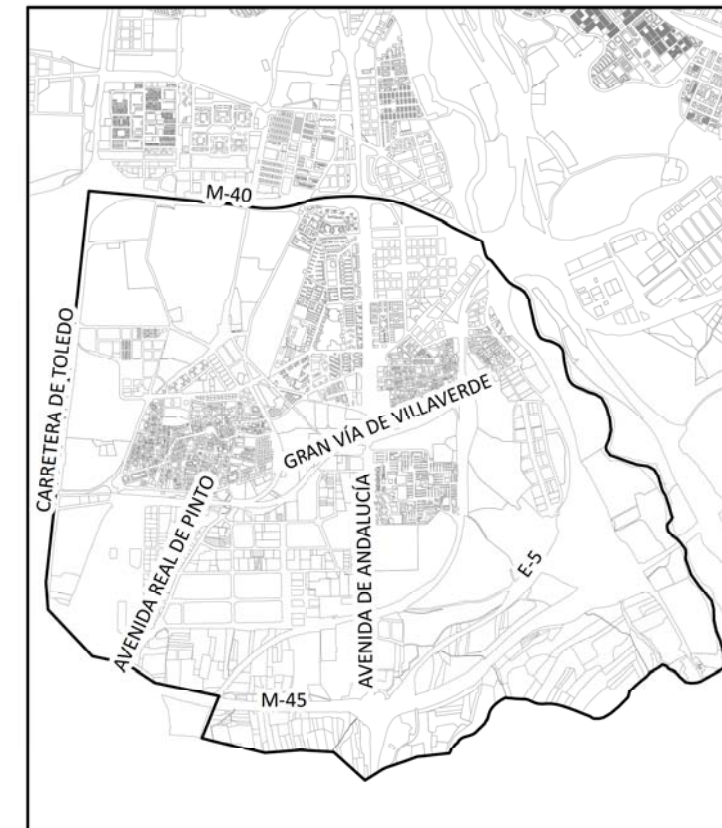 M-40
CARRETERA DE TOLEDO
GRAN VÍA DE VILLAVERDE
AVENIDA REAL DE PINTO
AVENIDA DE ANDALUCÍA
E-5
M-45